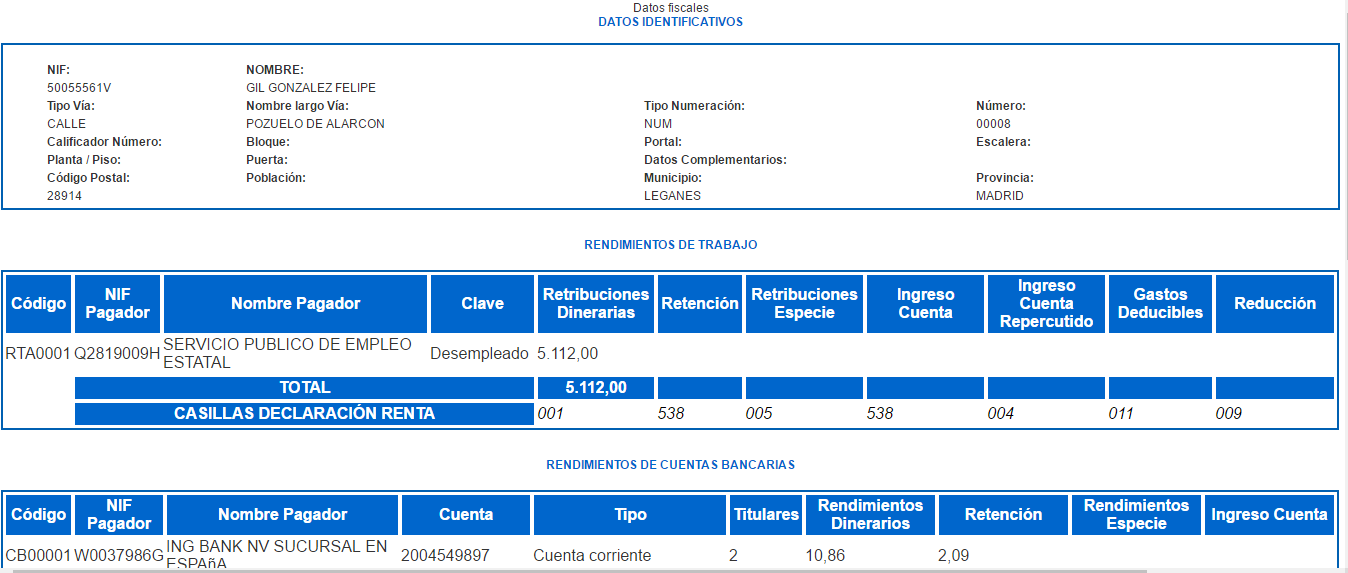 Datos fiscales
DATOS IDENTIFICATIVOS
NIF: NOMBRE:
50055561V GIL GONZALEZ FELIPE
Tipo Vía: Nombre largo Vía: Tipo Numeración: Número:
CALLE POZUELO DE ALARCON NUM 00008
Calificador Número: Bloque: Portal: Escalera:
Planta / Piso: Puerta: Datos Complementarios:
Código Postal: Población: Municipio: Provincia:
28914 LEGANES MADRID
RENDIMIENTOS DE TRABAJO
Código NIF Pagador Nombre Pagador Clave Retribuciones Dinerarias Retención Retribuciones Especie Ingreso Cuenta Ingreso Cuenta Repercutido Gastos Deducibles Reducción
RTA0001 Q2819009H SERVICIO PUBLICO DE EMPLEO ESTATAL Desempleado 5.112,00
TOTAL 5.112,00
CASILLAS DECLARACIÓN RENTA 001 538 005 538 004 011 009
RENDIMIENTOS DE CUENTAS BANCARIAS
Código NIF Pagador Nombre Pagador Cuenta Tipo Titulares Rendimientos Dinerarios Retención Rendimientos Especie Ingreso Cuenta
CB00001 W0037986G ING BANK NV SUCURSAL EN ESPAñA 2004549897 Cuenta corriente 2 10,86 2,09